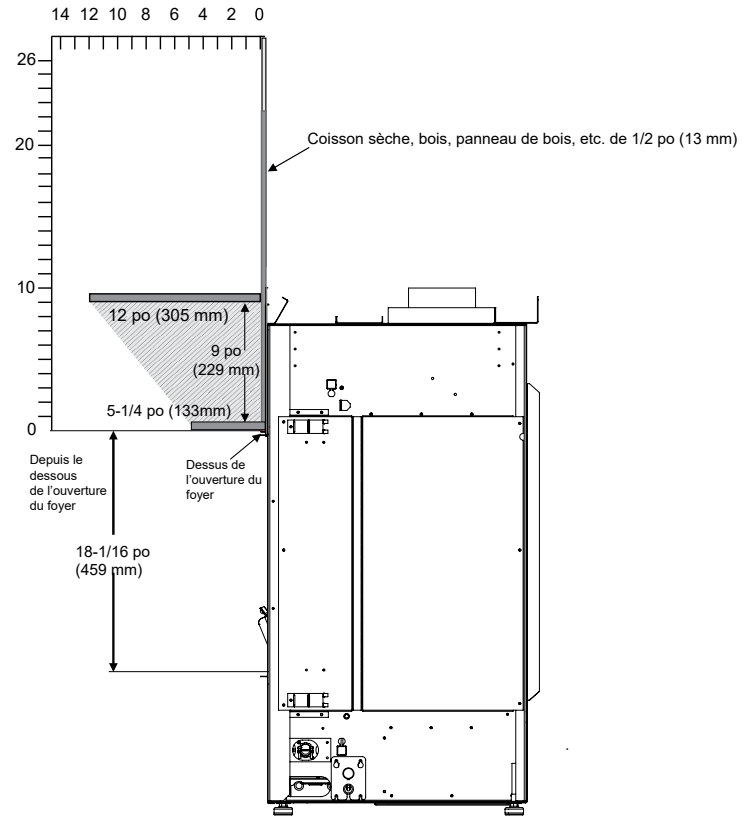 14 12 10 8 6 4 2 0
26
20
Coisson sèche, bois, panneau de bois, etc. de 1/2 po (13 mm)
10
12 po (305 mm)
9 po
(229 mm)
5-1/4 po (133mm)
0
Depuis le
dessous
de l'ouverture
du foyer
Dessus de
l'ouverture du
foyer
18-1/16 po
(459 mm)